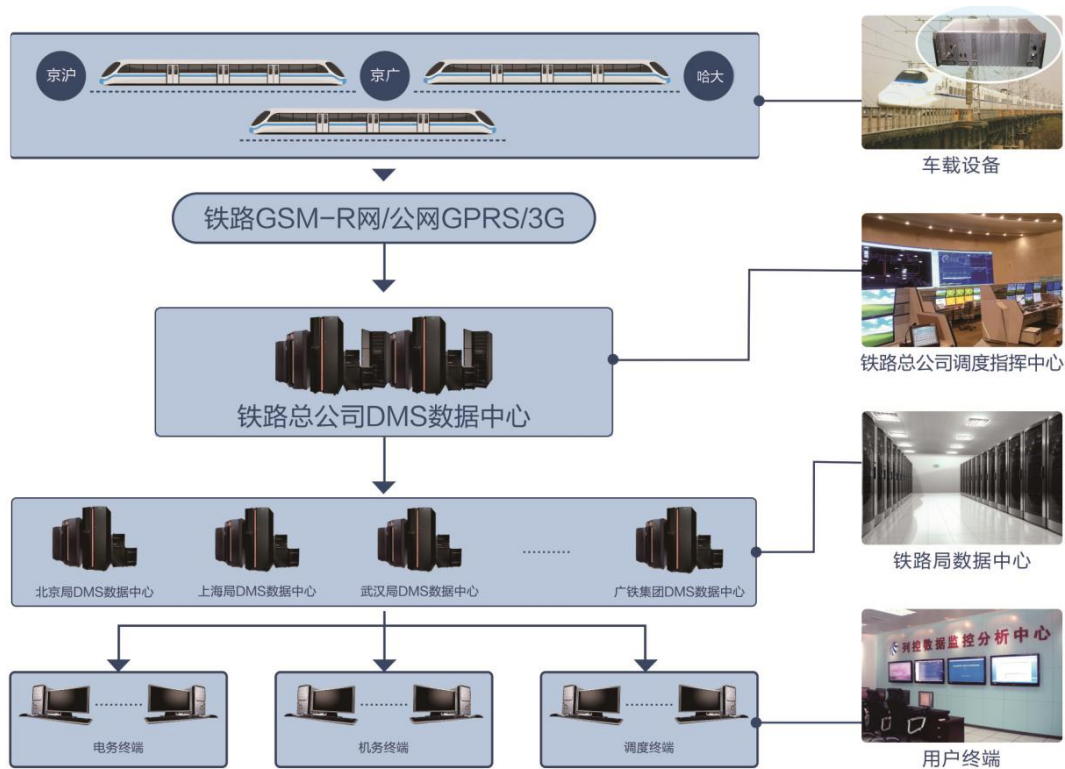 京沪
京广
哈大
车载设备
铁路GSM-R网/公网GPRS/3G
铁路总公司调度指挥中心
铁路总公司DMS数据中心
北京局DMS数据中心
上海局DMS数据中心
武汉局DMS数据中心
广铁集团DMS数据中心
铁路局数据中心
列控数据监控分析中心
电务终端
机务终端
调度终端
用户终端